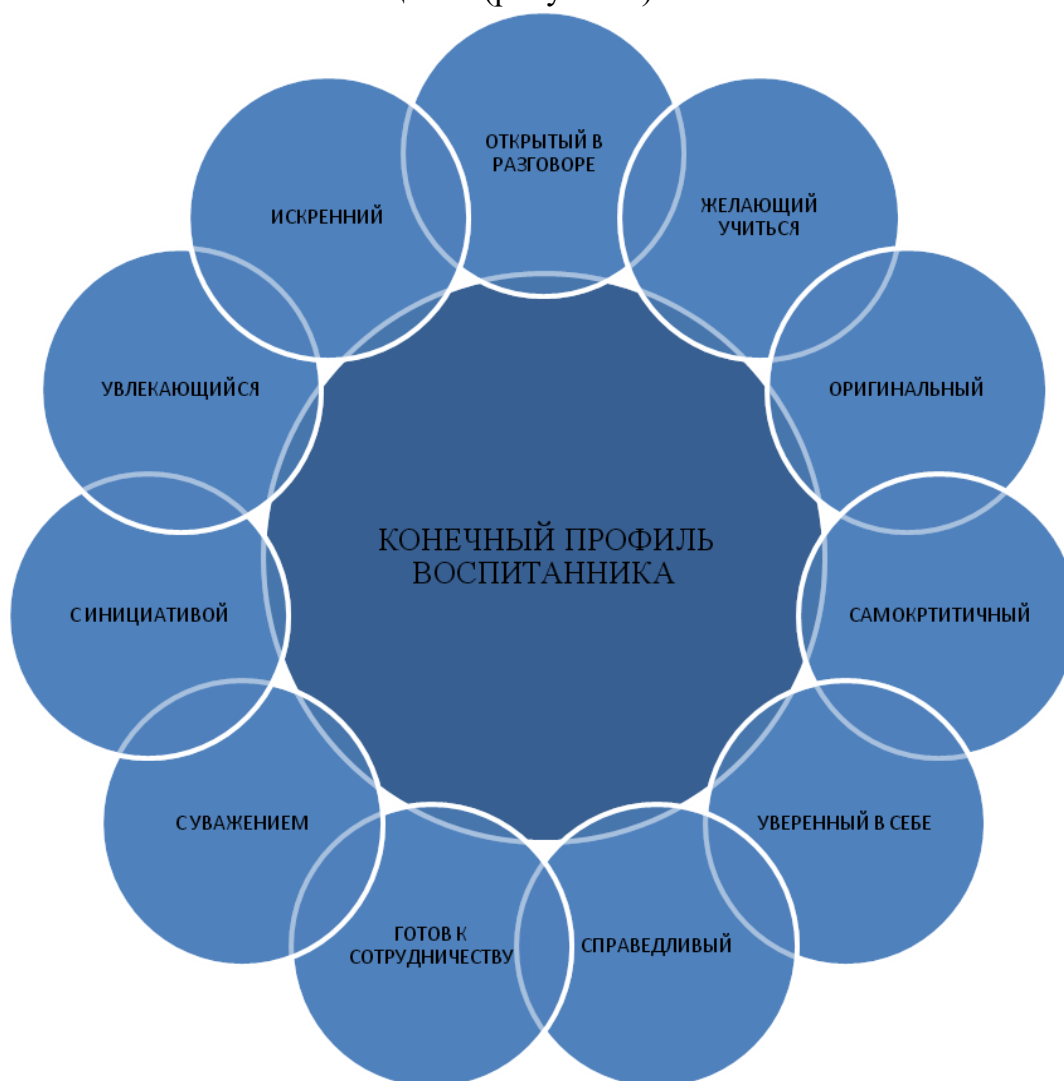 ОТКРЫТЫЙ В
РАЗГОВОРЕ
ЖЕЛАЮЩИЙ
УЧИТЬСЯ
ОРИГИНАЛЬНЫЙ
САМОКРТИТИЧНЫЙ
УВЕРЕННЫЙ В СЕБЕ
СПРАВЕДЛИВЫЙ
ГОТОВ К
СОТРУДНИЧЕСТВУ
С УВАЖЕНИЕМ
С ИНИЦИАТИВОЙ
УВЛЕКАЮЩИЙСЯ
ИСКРЕННИЙ
КОНЕЧНЫЙ ПРОФИЛЬ
ВОСПИТАННИКА